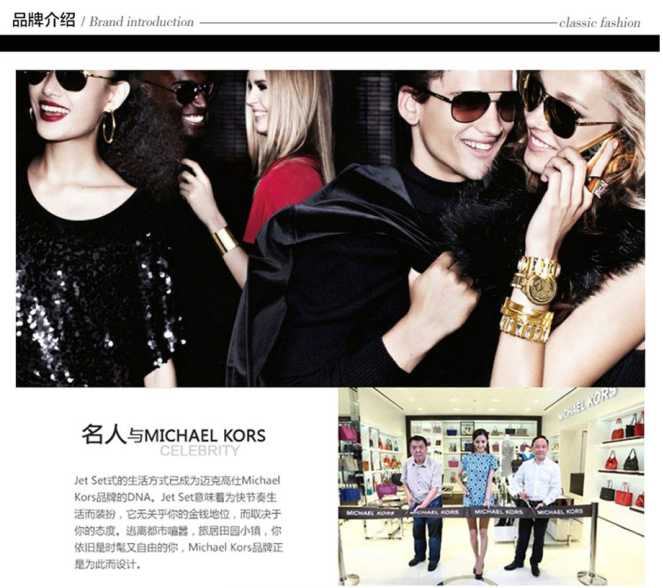 品牌介绍 / Brand introduction classic fashion
名人与MICHAEL KORS
CELEBRITY
Jet Set式的生活方式已成为迈克高仕Michael
Kors品牌的DNA。Jet Set意味着为快节奏生
活而装扮，它无关乎你的金钱地位，而取决于
你的态度。逃离都市喧嚣，旅居田园小镇，你
依旧是时髦又自由的你，Michael Kors品牌正
是为此而设计。
MICHAEL KORS
MICHAEL KORS MICHAEL KORS